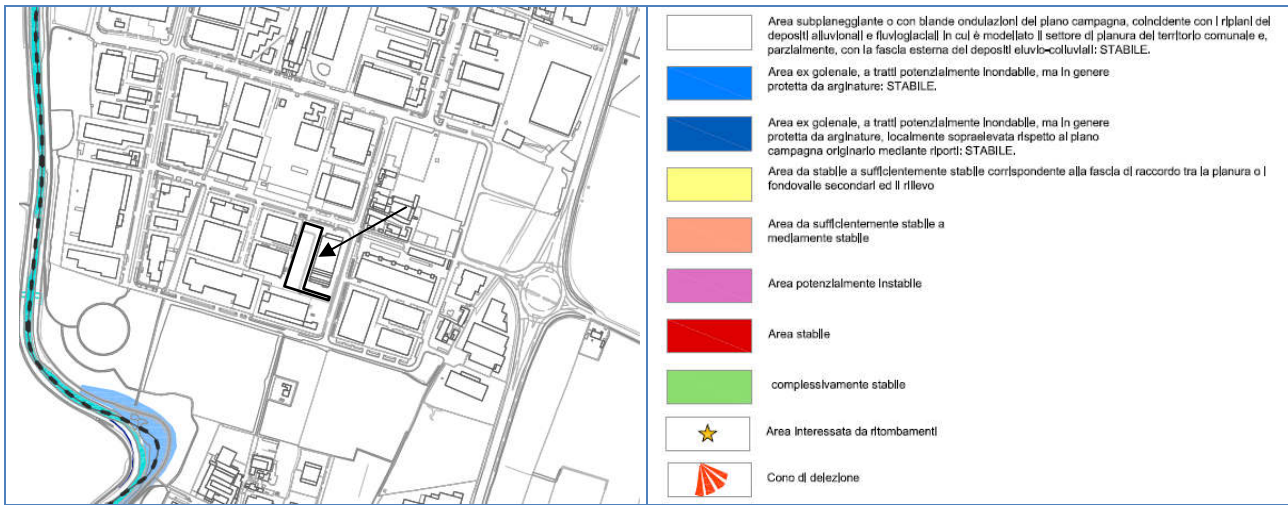 Area subpianeggiante o con blande ondulazioni del piano campagna, coincidente con i ripiani dei
depositi alluvionali e fluvioglaciali in cui è modellato il settore di pianura del territorio comunale e,
parzialmente, con la fascia esterna dei depositi eluvio-colluviali: STABILE.
Area ex golenale, a tratti potenzialmente inondabile, ma in genere
protetta da arginature: STABILE.
Area ex golenale, a tratti potenzialmente inondabile, ma in genere
protetta da arginature, localmente sopraelevata rispetto al piano
campagna originario mediante riporti: STABILE.
Area da stabile a sufficientemente stabile corrispondente alla fascia di raccordo tra la pianura o i
fondovalle secondari ed il rilievo
Area da sufficientemente stabile a
mediamente stabile
Area potenzialmente instabile
Area stabile
complessivamente stabile
Area interessata da ritombamenti
Cono di deiezione